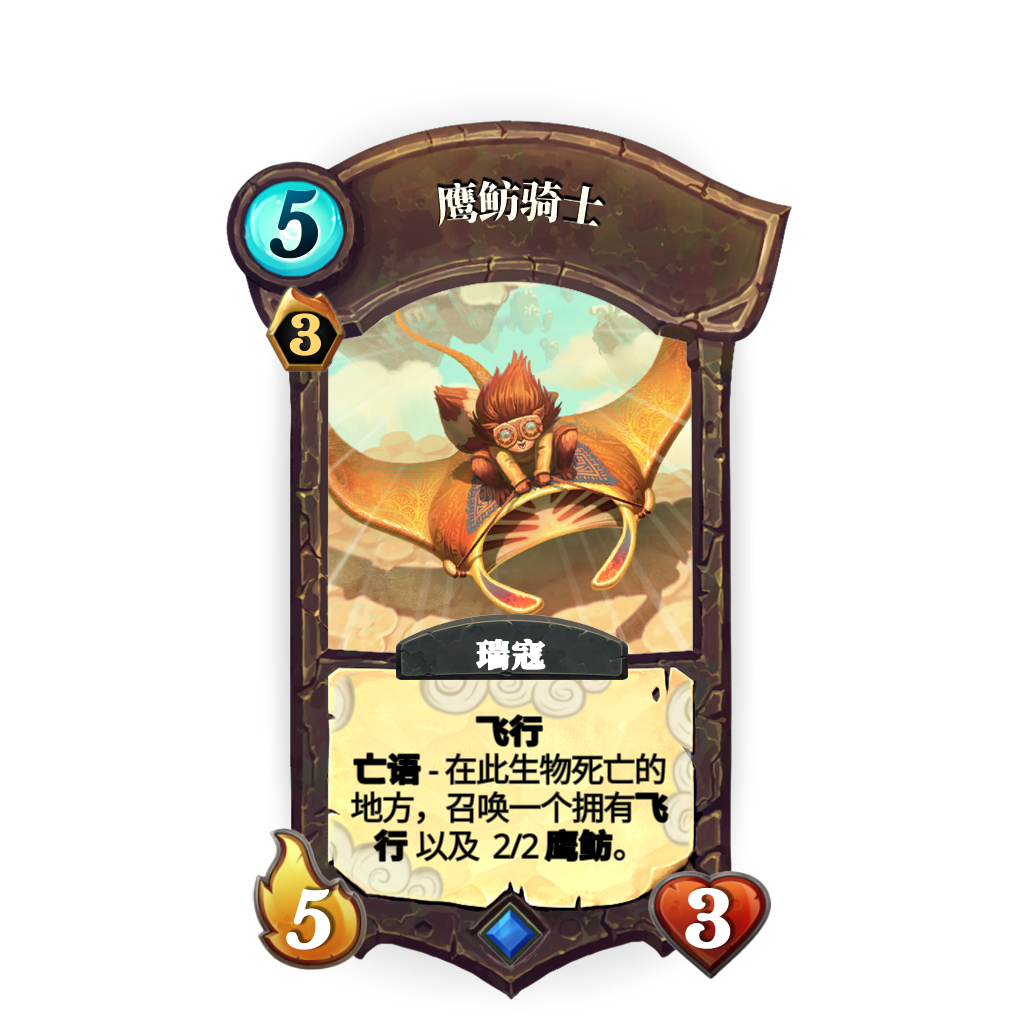 5
鹰鲂骑士
3
瑞寇
飞行
亡语 - 在此生物死亡的
地方，召唤一个拥有飞
行 以及 2/2 鹰鲂。
5
3